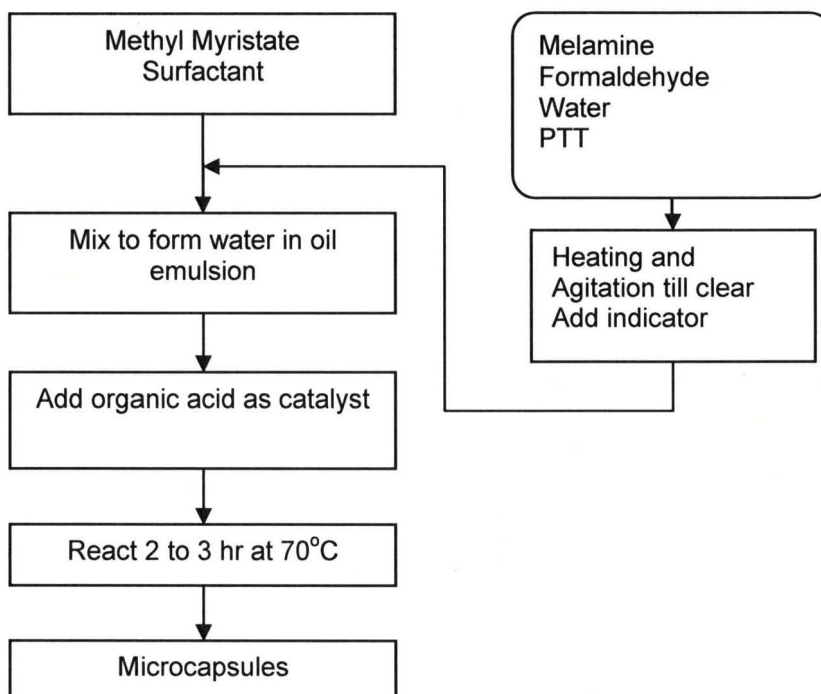 Methyl Myristate
Surfactant
Melamine
Formaldehyde
Water
PTT
Mix to form water in oil
emulsion
Heating and
Agitation till clear
Add indicator
Add organic acid as catalyst
React 2 to 3 hr at 70°C
Microcapsules